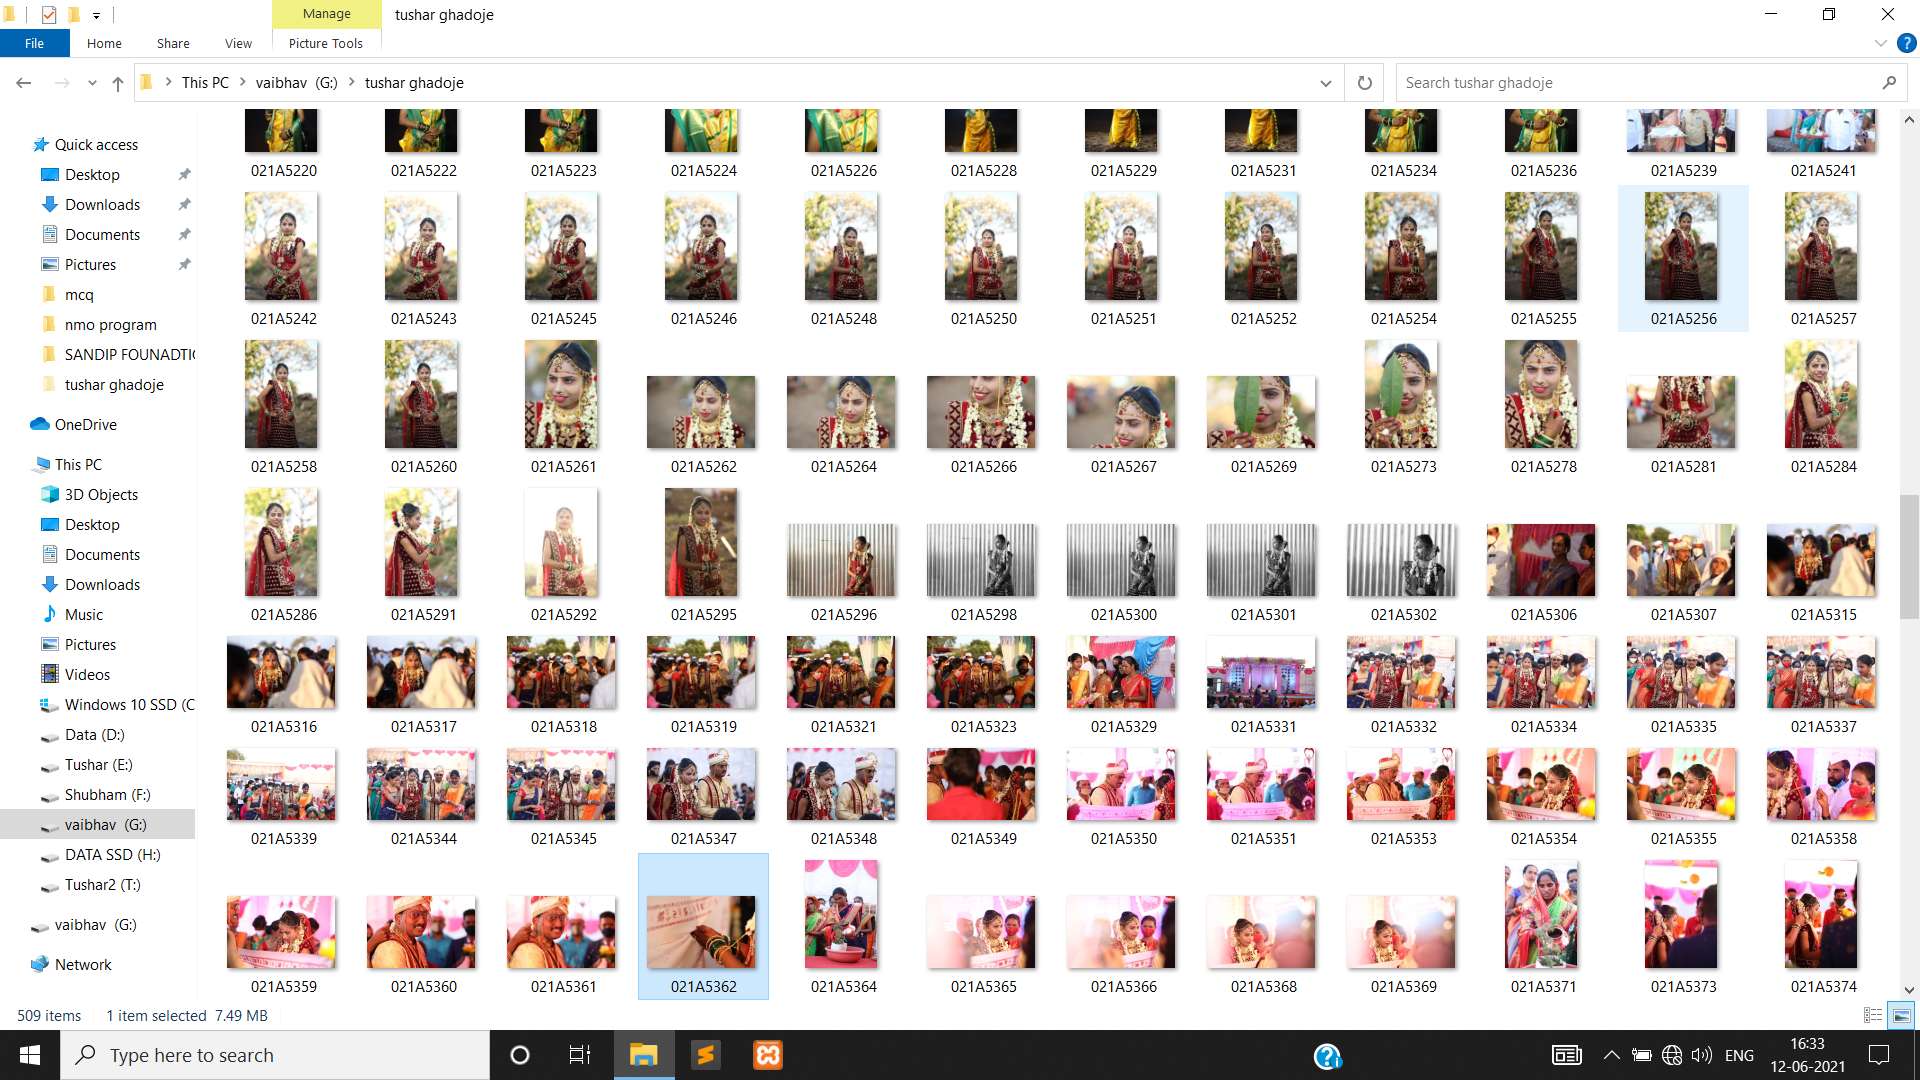 Manage
tushar ghadoje
File
Home
Share
View
Picture Tools
This PC
vaibhav (G:)
tushar ghadoje
Search tushar ghadoje
Quick access
Desktop
Downloads
Documents
Pictures
mcq
nmo program
SANDIP FOUNADTI
tushar ghadoje
OneDrive
This PC
3D Objects
Desktop
Documents
Downloads
Music
Pictures
Videos
Windows 10 SSD (C
Data (D:)
Tushar (E:)
Shubham (F:)
vaibhav (G:)
DATA SSD (H:)
Tushar2 (T:)
vaibhav (G:)
Network
021A5220 021A5222 021A5223 021A5224 021A5226 021A5228 021A5229 021A5231 021A5234 021A5236 021A5239 021A5241
021A5242 021A5243 021A5245 021A5246 021A5248 021A5250 021A5251 021A5252 021A5254 021A5255 021A5256 021A5257
021A5258 021A5260 021A5261 021A5262 021A5264 021A5266 021A5267 021A5269 021A5273 021A5278 021A5281 021A5284
021A5286 021A5291 021A5292 021A5295 021A5296 021A5298 021A5300 021A5301 021A5302 021A5306 021A5307 021A5315
021A5316 021A5317 021A5318 021A5319 021A5321 021A5323 021A5329 021A5331 021A5332 021A5334 021A5335 021A5337
021A5339 021A5344 021A5345 021A5347 021A5348 021A5349 021A5350 021A5351 021A5353 021A5354 021A5355 021A5358
021A5359 021A5360 021A5361 021A5362 021A5364 021A5365 021A5366 021A5368 021A5369 021A5371 021A5373 021A5374
509 items
1 item selected 7.49 MB
Type here to search
ENG
16:33
12-06-2021